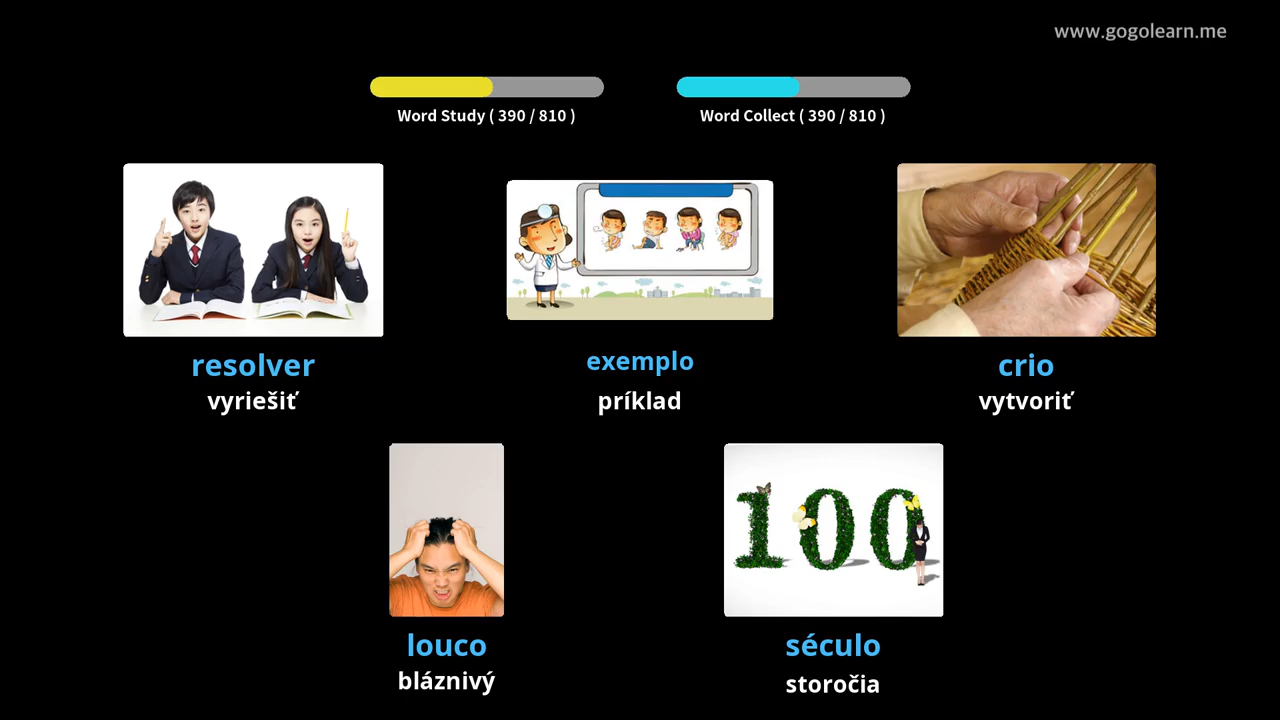 www.gogolearn.me
Word Study ( 390 / 810 )
Word Collect ( 390 / 810 )
resolver
vyriešiť
exemplo
príklad
crio
vytvoriť
100
louco
bláznivý
século
storočia